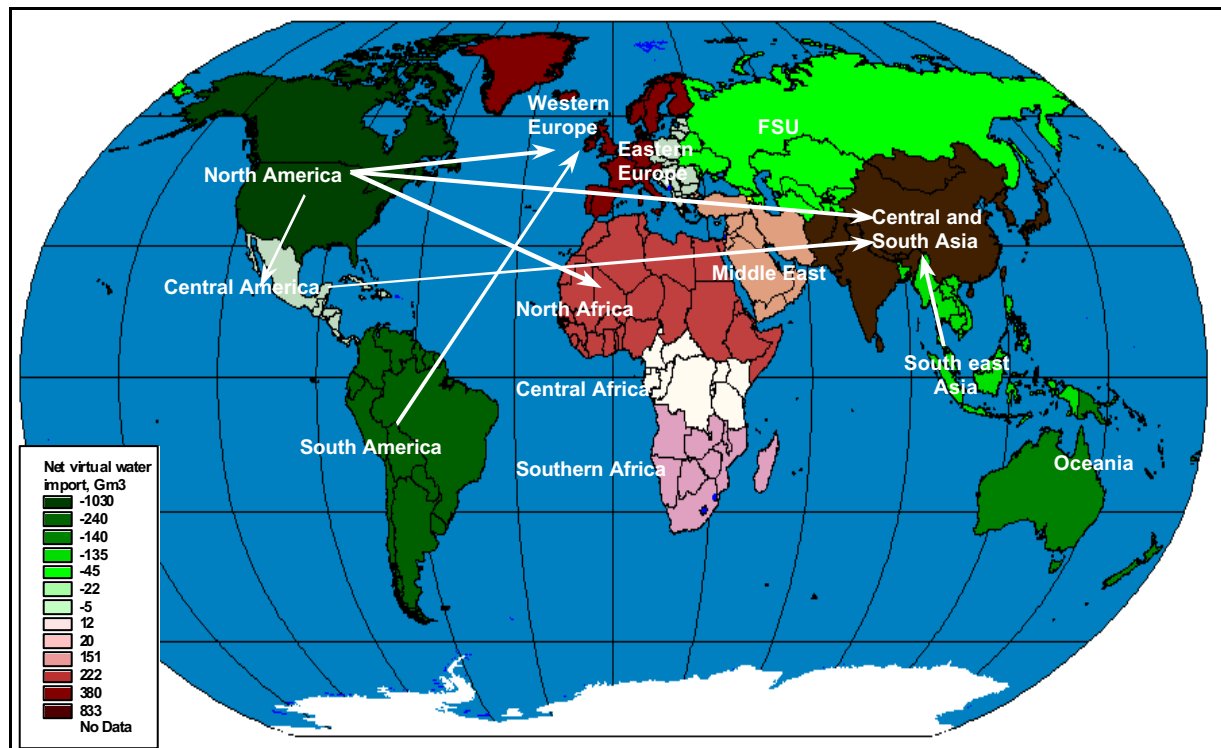 Western
Europe
FSU
Eastern
Europe
North America
Central and
South Asia
Central America
Middle East
North Africa
South east
Asia
Central Africa
South America
Southern Africa
Oceania
Net virtual water
import, Gm3
-1030
-240
-140
-135
-45
-22
-5
12
20
151
222
380
833
No Data